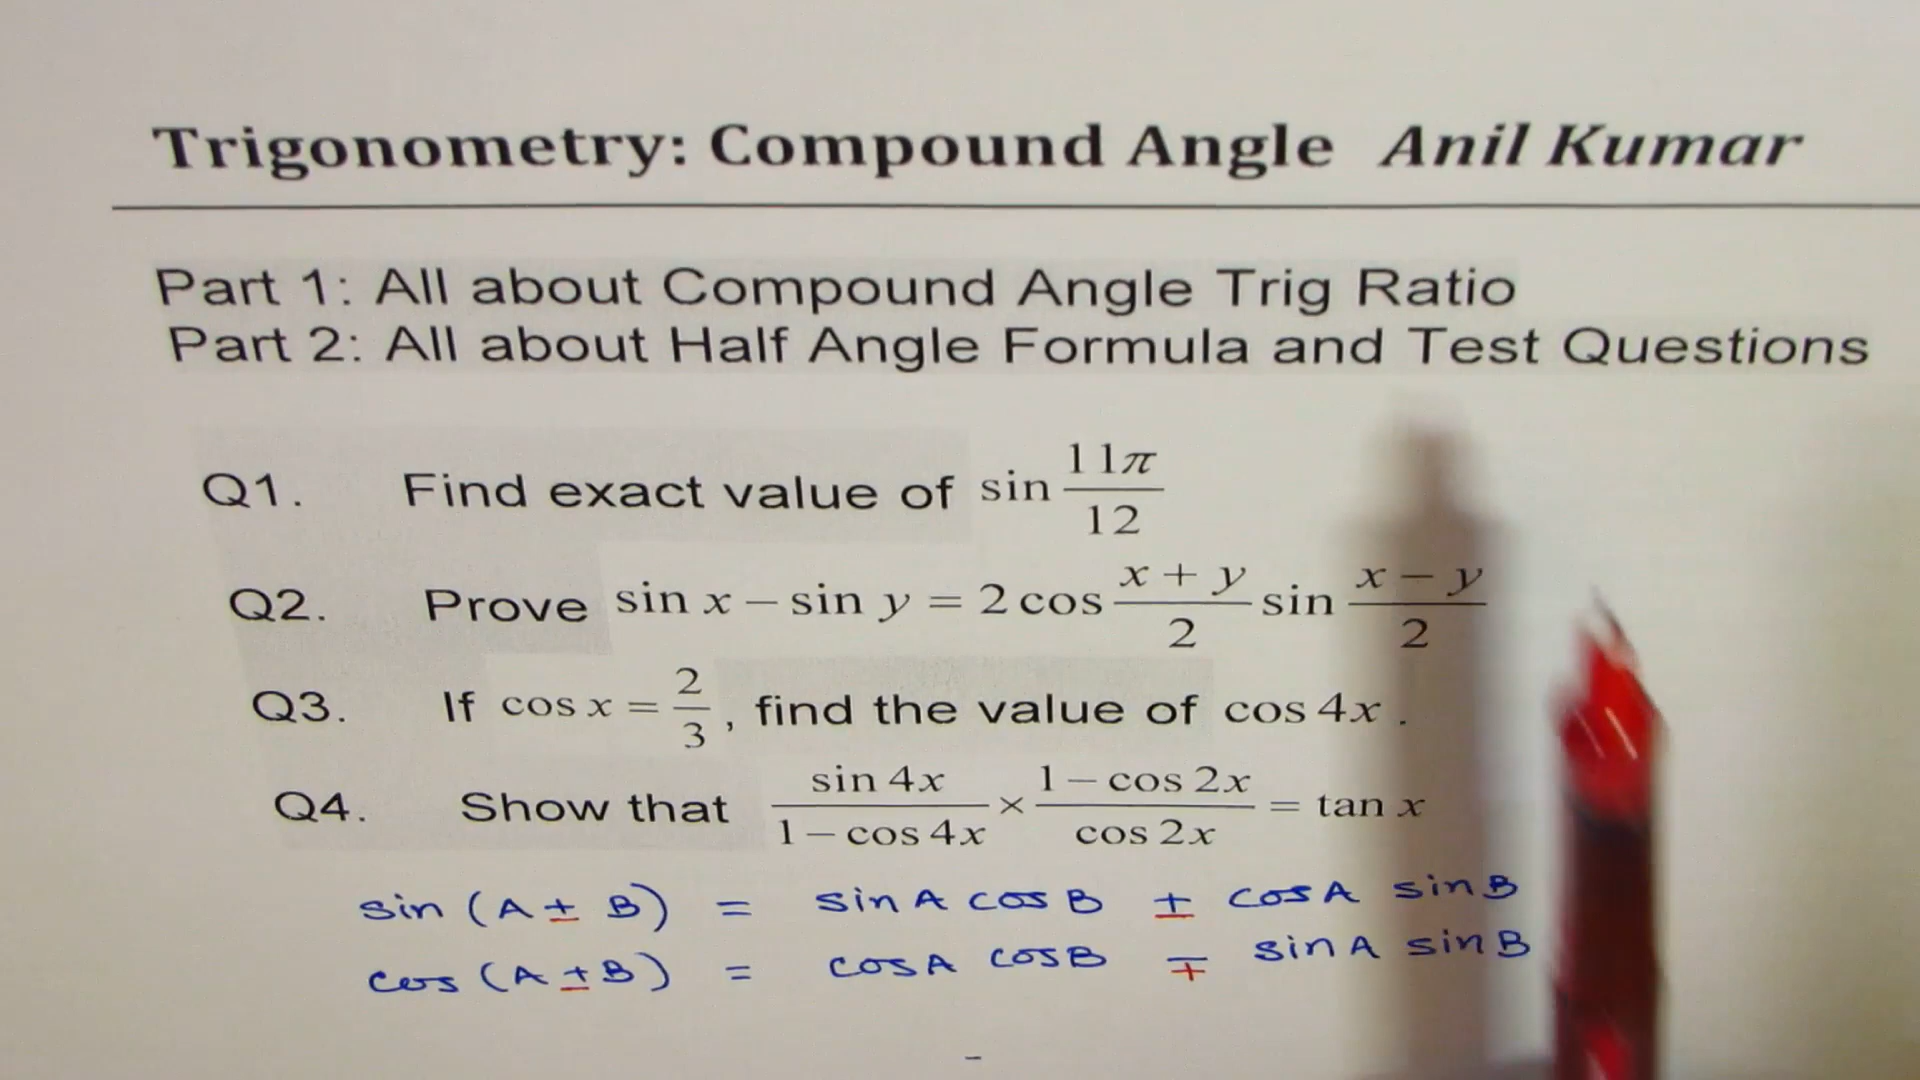 Trigonometry: Compound Angle Anil Kumar
Part 1: All about Compound Angle Trig Ratio
Part 2: All about Half Angle Formula and Test Questions
Q1. Find exact value of sin 11π/12
Q2. Prove sin x − sin y = 2 cos (x + y)/2 sin (x − y)/2
Q3. If cos x = 2/3, find the value of cos 4x.
Q4. Show that sin 4x/(1 − cos 4x) × (1 − cos 2x)/cos 2x = tan x
sin (A ± B) = sin A cos B ± cos A sin B
cos (A ± B) = cos A cos B ∓ sin A sin B